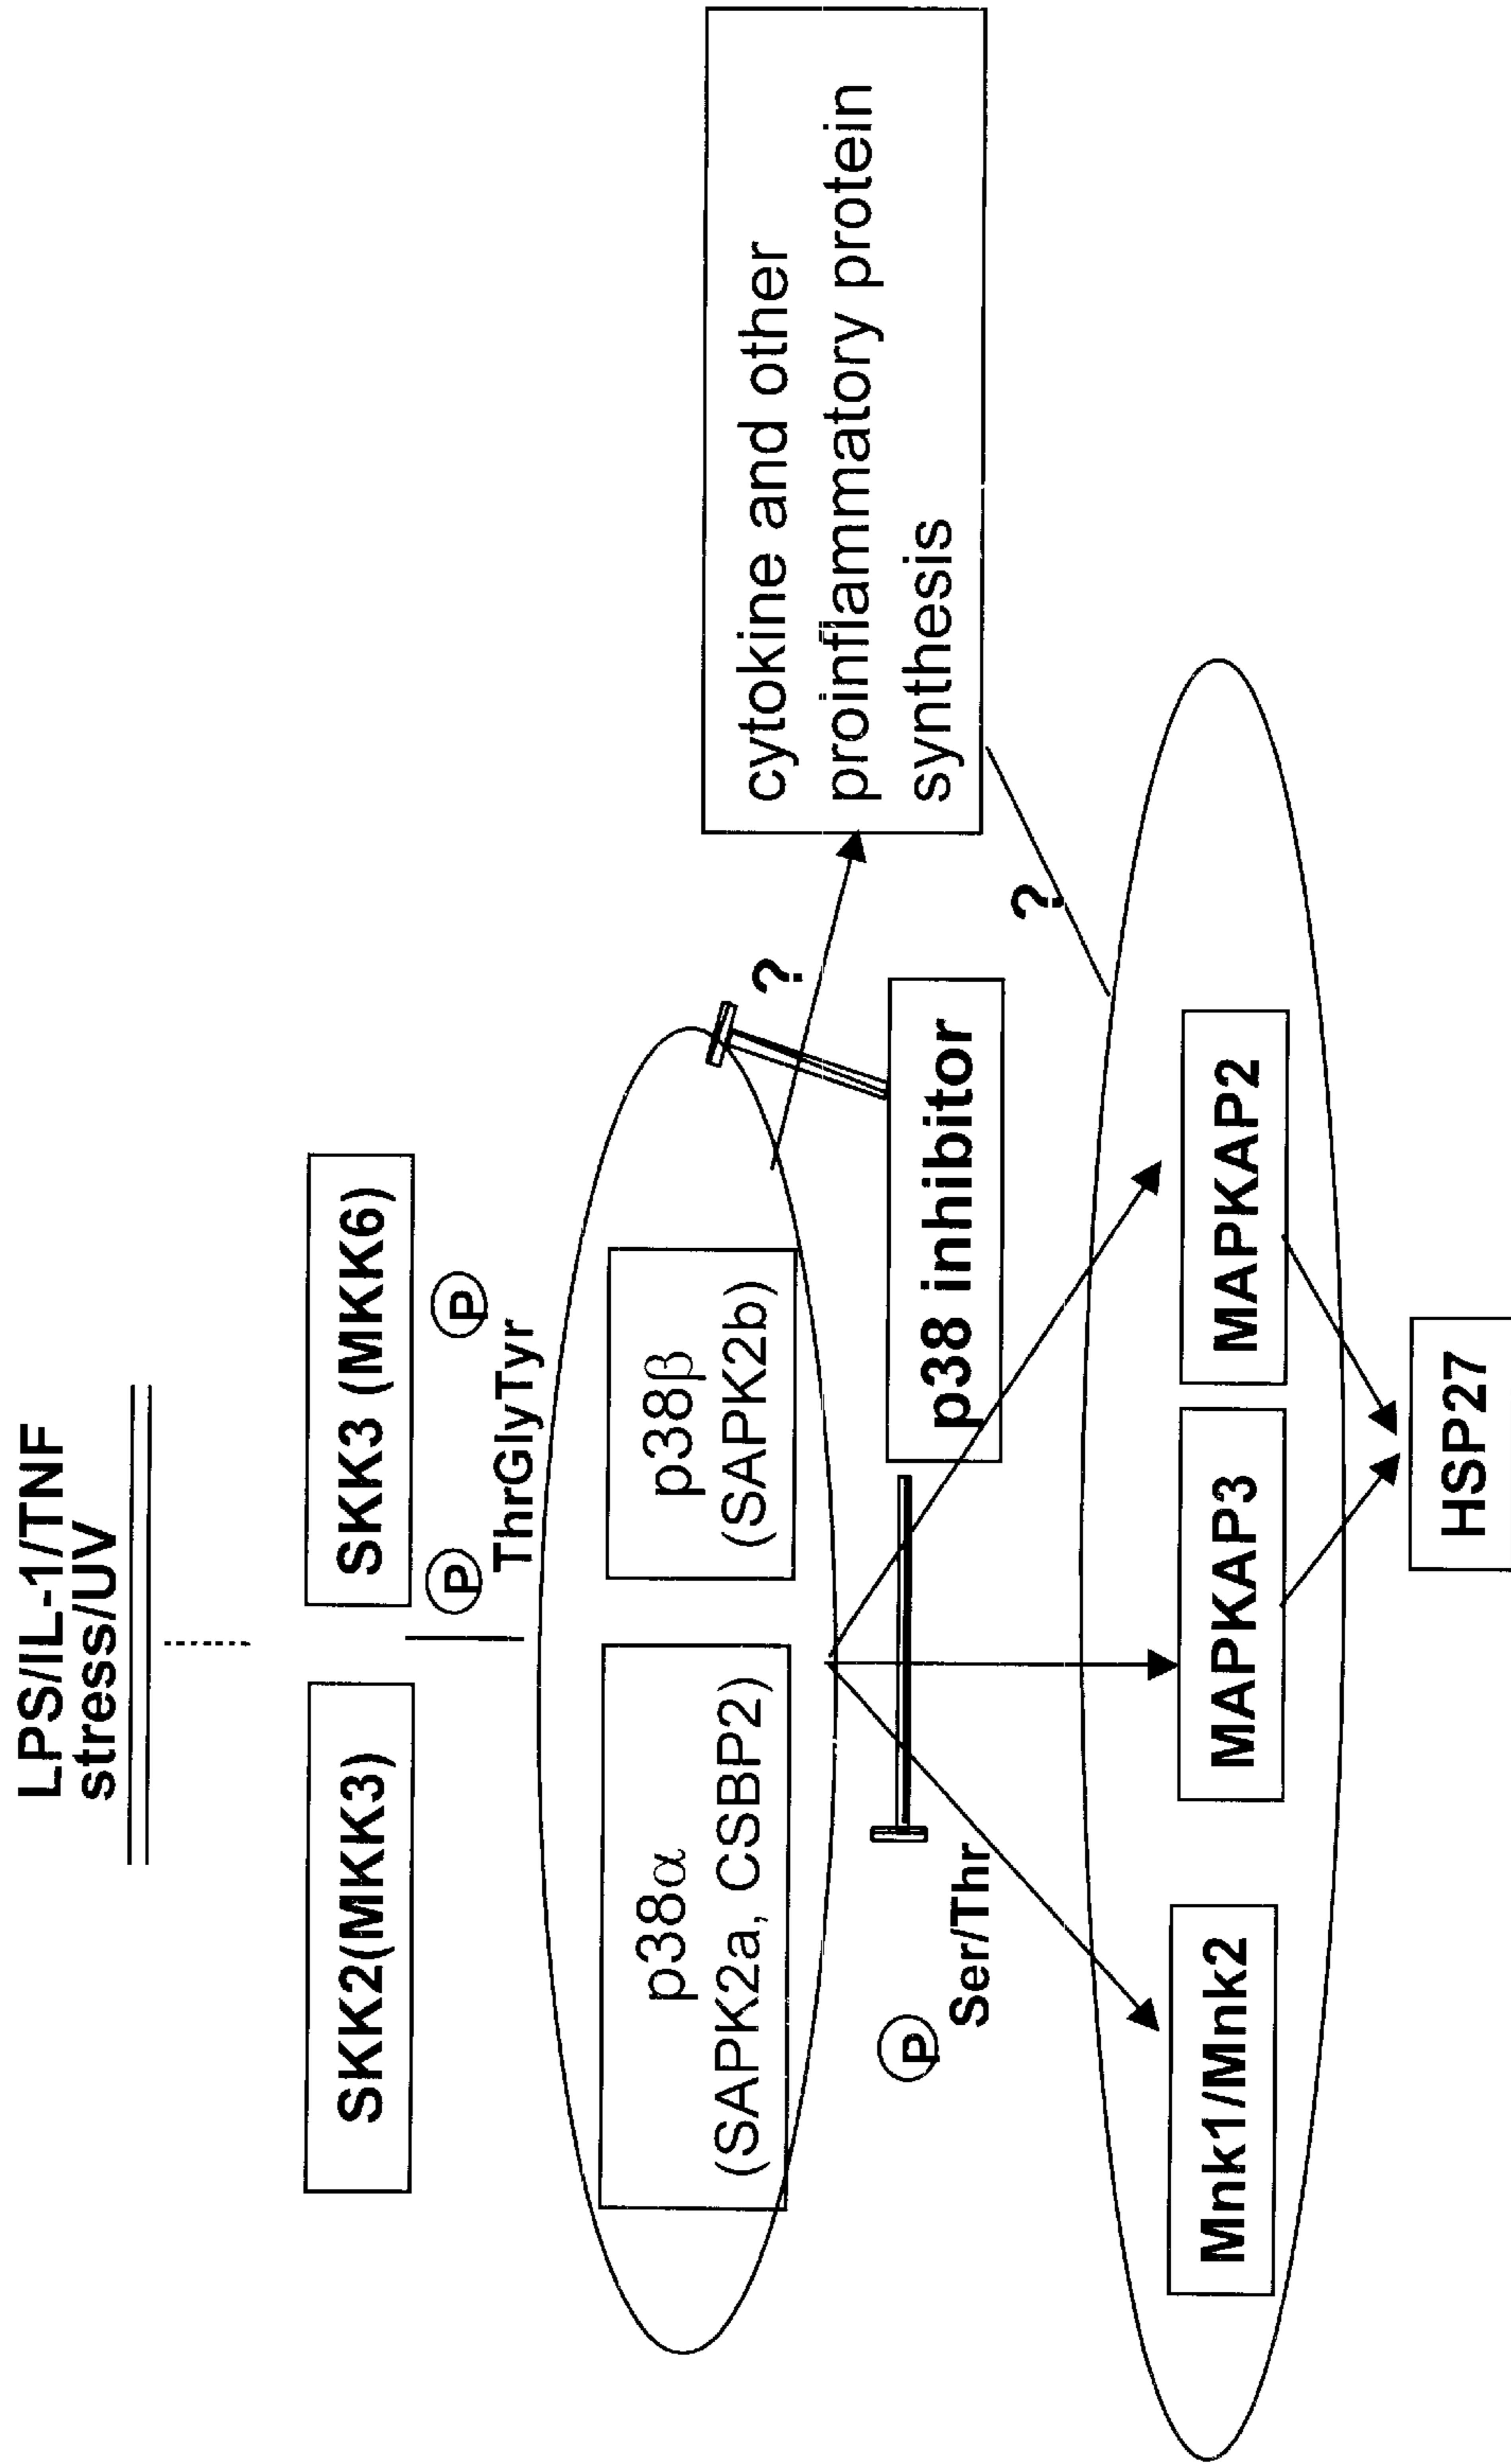 LPS/IL-1/TNF
stress/UV
SKK2(MKK3)
SKK3 (MKK6)
P
P
ThrGlyTyr
p38α
(SAPK2a, CSBP2)
p38β
(SAPK2b)
?
cytokine and other
proinflammatory protein
synthesis
P
Ser/Thr
p38 inhibitor
?
Mnk1/Mnk2
MAPKAP3
MAPKAP2
HSP27